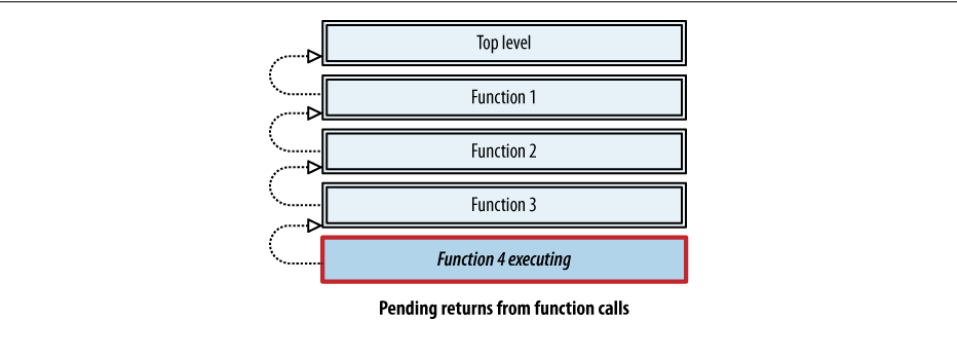 Top level
Function 1
Function 2
Function 3
Function 4 executing
Pending returns from function calls